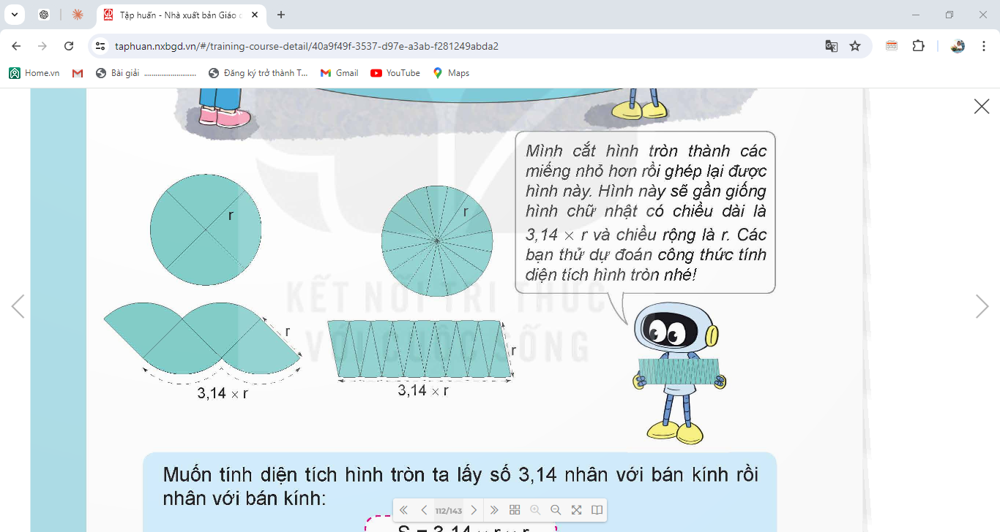 Tập huấn - Nhà xuất bản Giáo
taphuan.nxbgd.vn/#/training-course-detail/40a9f49f-3537-d97e-a3ab-f281249abda2
Home.vn
Bài giải ..........................
Đăng ký trở thành T...
Gmail
YouTube
Maps
Mình cắt hình tròn thành các
miếng nhỏ hơn rồi ghép lại được
hình này. Hình này sẽ gần giống
hình chữ nhật có chiều dài là
3,14 × r và chiều rộng là r. Các
bạn thử dự đoán công thức tính
diện tích hình tròn nhé!
r
r
KẾT NỐI TRI THỨC
VỚI CUỘC SỐNG
r
r
3,14 × r
3,14 × r
Muốn tính diện tích hình tròn ta lấy số 3,14 nhân với bán kính rồi
nhân với bán kính:
112/143
S = 3,14 × r × r